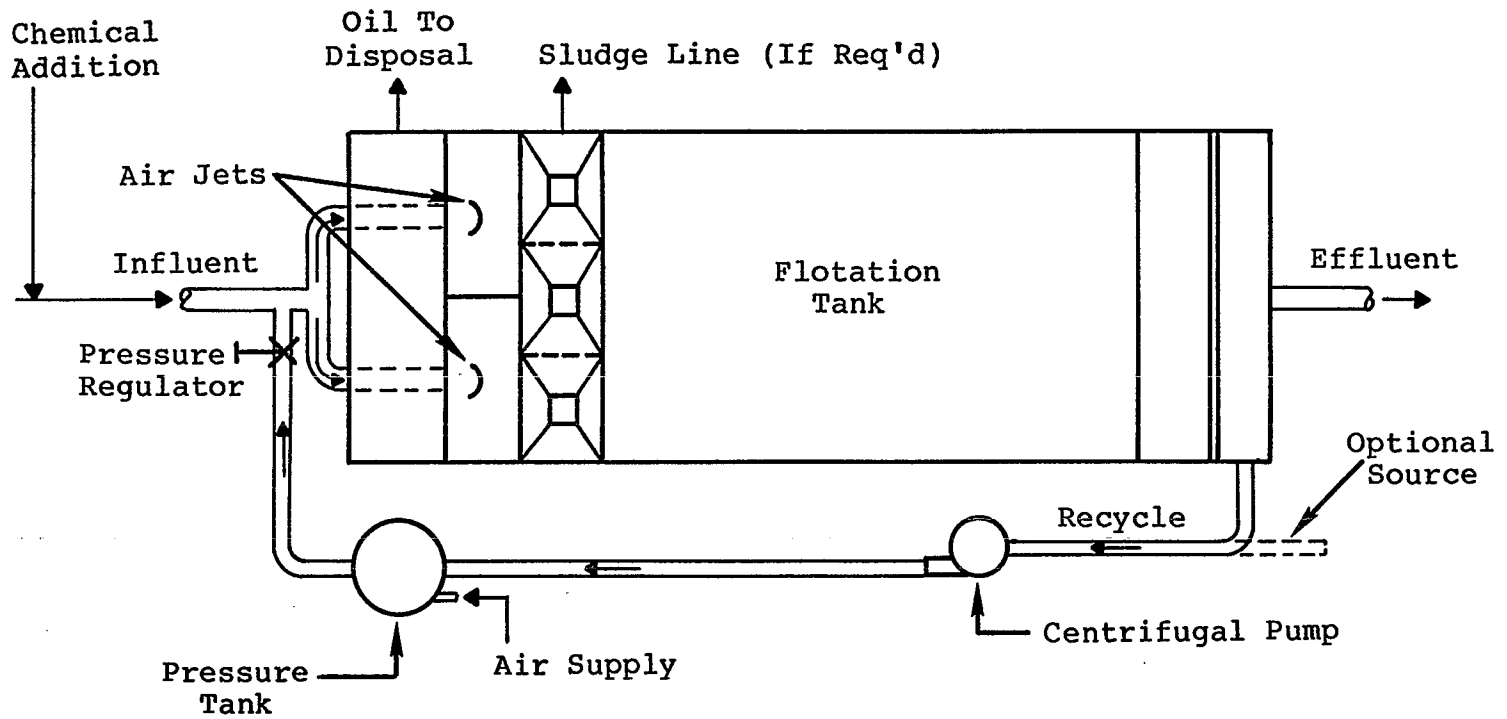 Chemical
Addition
Oil To
Disposal
Sludge Line (If Req'd)
Air Jets
Influent
Flotation
Tank
Effluent
Pressure
Regulator
Optional
Source
Recycle
Centrifugal Pump
Air Supply
Pressure
Tank